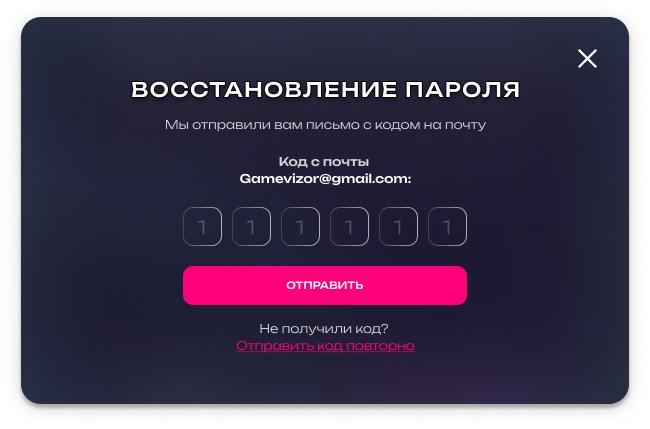 ВОССТАНОВЛЕНИЕ ПАРОЛЯ
Мы отправили вам письмо с кодом на почту
Код с почты
Gamevizor@gmail.com:
1 1 1 1 1 1
ОТПРАВИТЬ
Не получили код?
Отправить код повторно